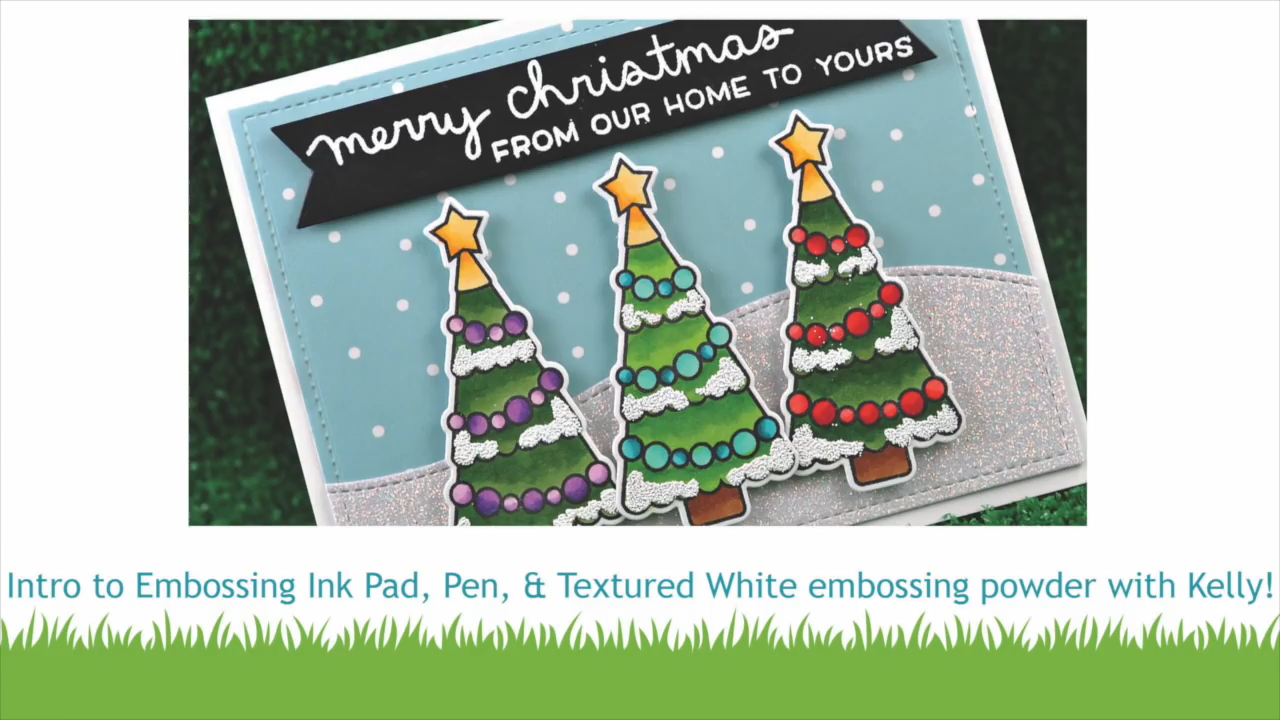 merry christmas
FROM OUR HOME TO YOURS
Intro to Embossing Ink Pad, Pen, & Textured White embossing powder with Kelly!